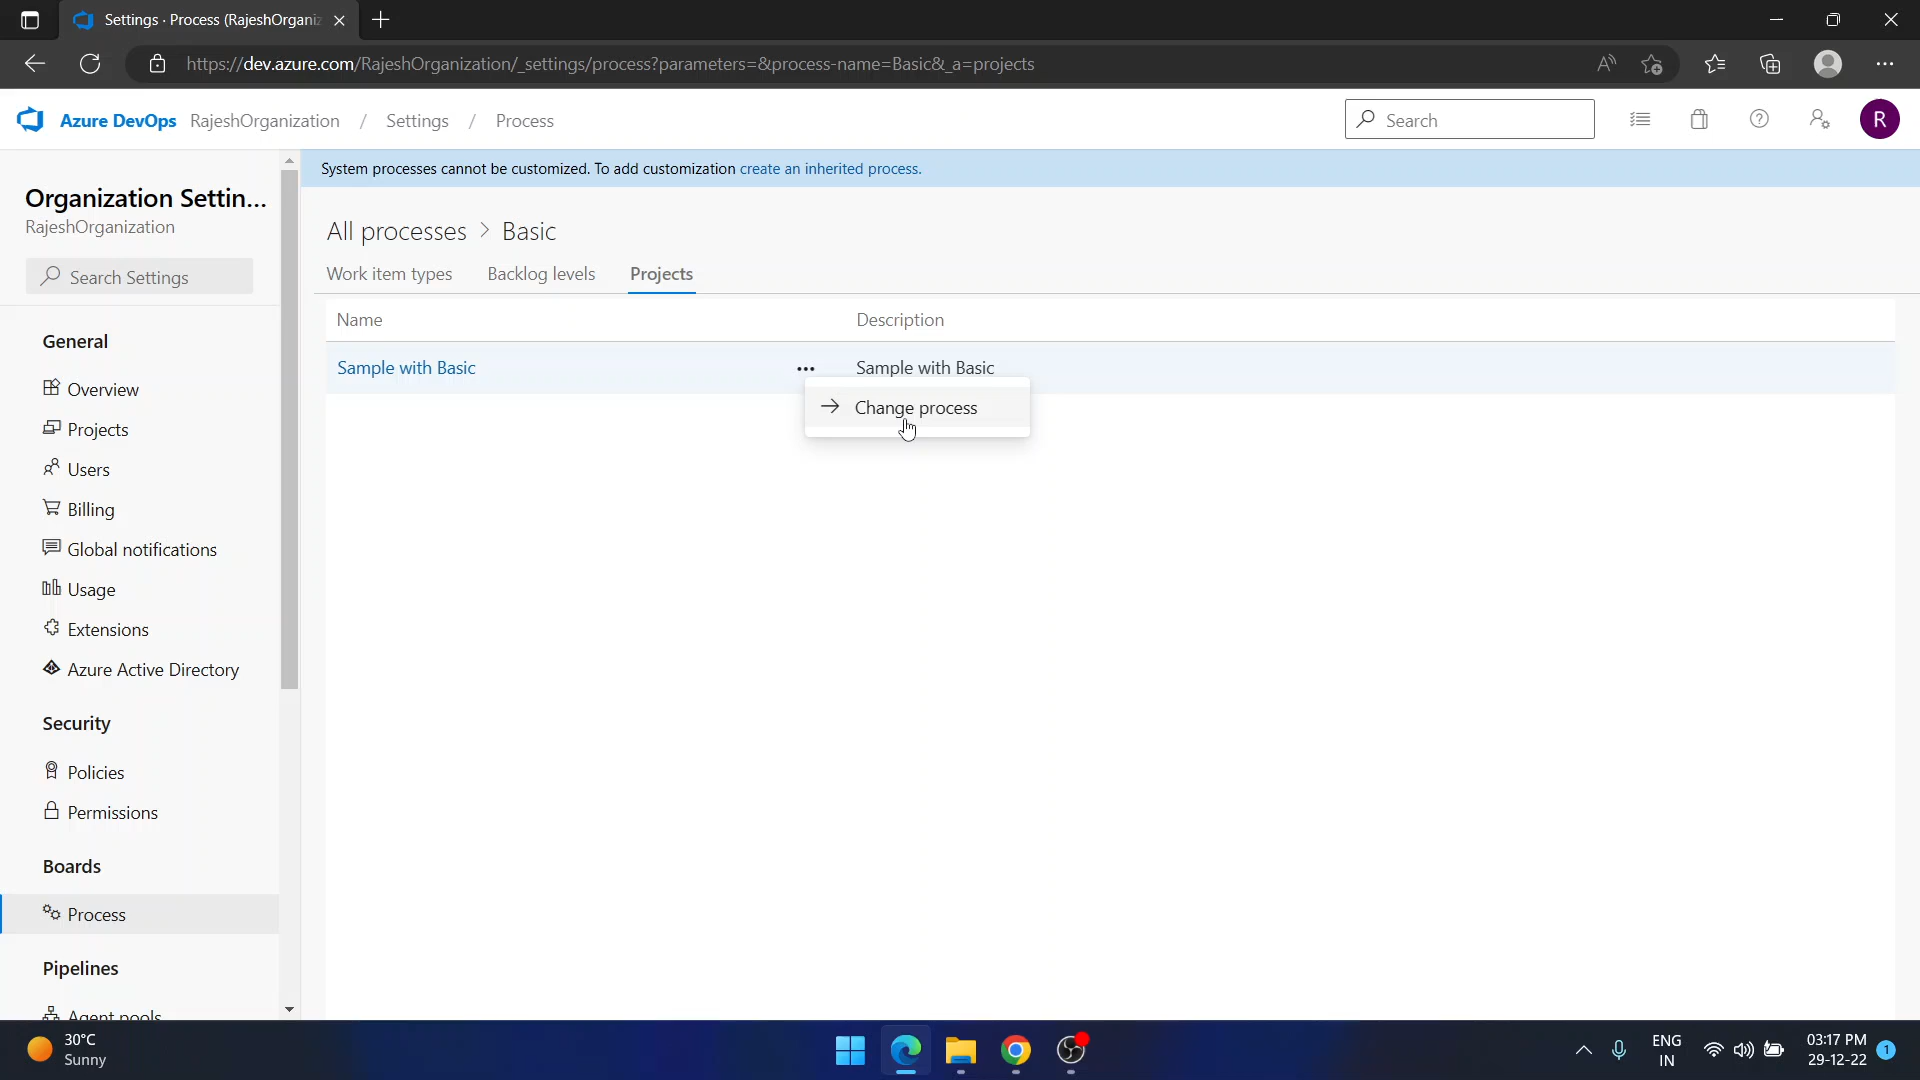 Settings · Process (RajeshOrganiz
https://dev.azure.com/RajeshOrganization/_settings/process?parameters=&process-name=Basic&_a=projects
Azure DevOps RajeshOrganization / Settings / Process
Search
R
System processes cannot be customized. To add customization create an inherited process.
Organization Settin...
RajeshOrganization
Search Settings
General
Overview
Projects
Users
Billing
Global notifications
Usage
Extensions
Azure Active Directory
Security
Policies
Permissions
Boards
Process
Pipelines
Agent pools
All processes > Basic
Work item types Backlog levels Projects
Name Description
Sample with Basic ... Sample with Basic
Change process
30°C
Sunny
ENG
IN
03:17 PM
29-12-22
1